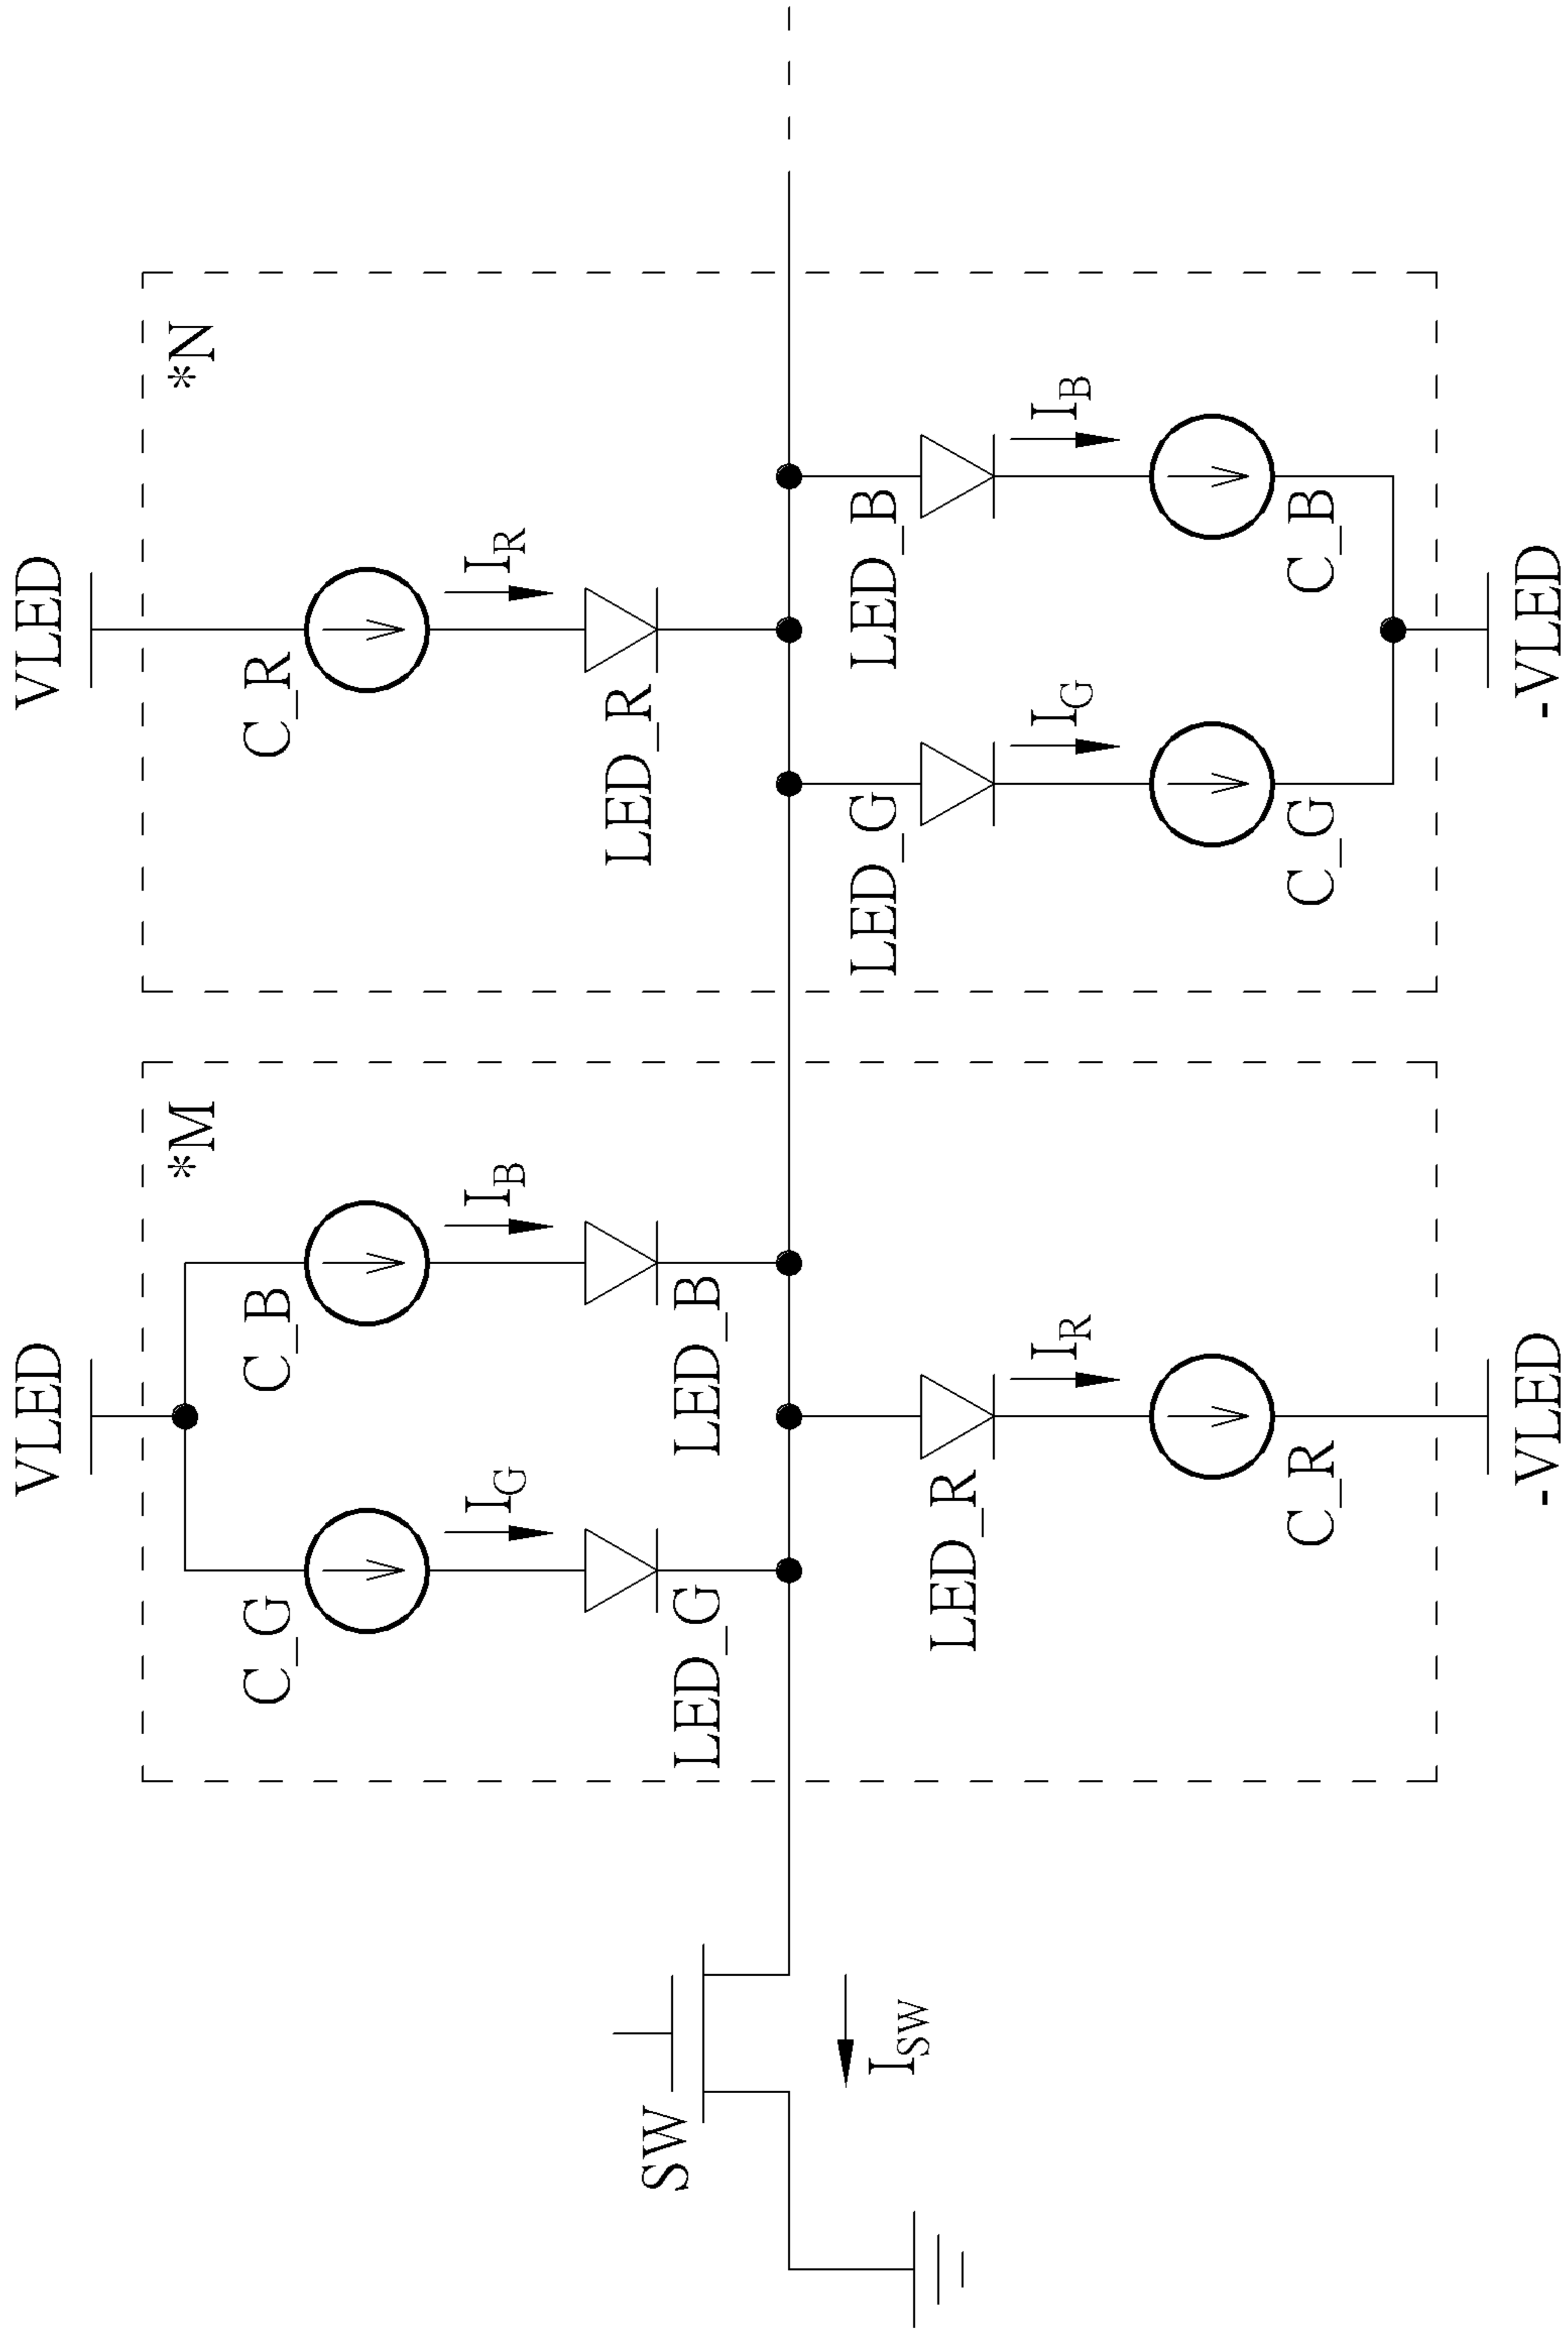 VLED
VLED
*M
*N
C_G
C_B
C_R
I_G
I_B
I_R
LED_R
SW
LED_G
LED_B
LED_G
LED_B
I_SW
LED_R
I_R
I_G
I_B
C_R
C_G
C_B
-VLED
-VLED